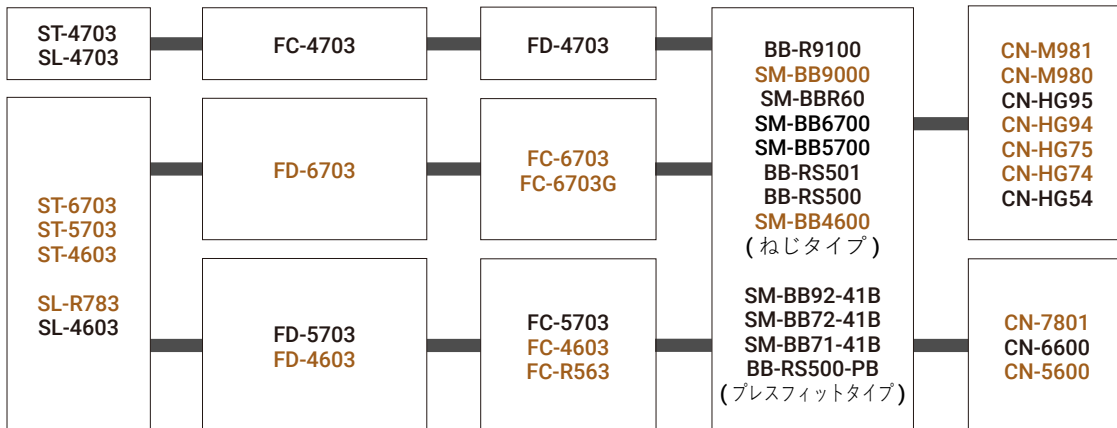 ST-4703
SL-4703
FC-4703
FD-4703
ST-6703
ST-5703
ST-4603
SL-R783
SL-4603
FD-6703
FC-6703
FC-6703G
FD-5703
FD-4603
FC-5703
FC-4603
FC-R563
BB-R9100
SM-BB9000
SM-BBR60
SM-BB6700
SM-BB5700
BB-RS501
BB-RS500
SM-BB4600
(ねじタイプ)
SM-BB92-41B
SM-BB72-41B
SM-BB71-41B
BB-RS500-PB
(プレスフィットタイプ)
CN-M981
CN-M980
CN-HG95
CN-HG94
CN-HG75
CN-HG74
CN-HG54
CN-7801
CN-6600
CN-5600